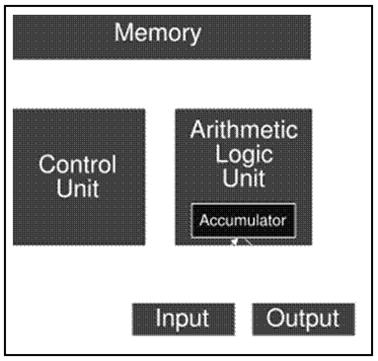 Memory
Control
Unit
Arithmetic
Logic
Unit
Accumulator
Input
Output